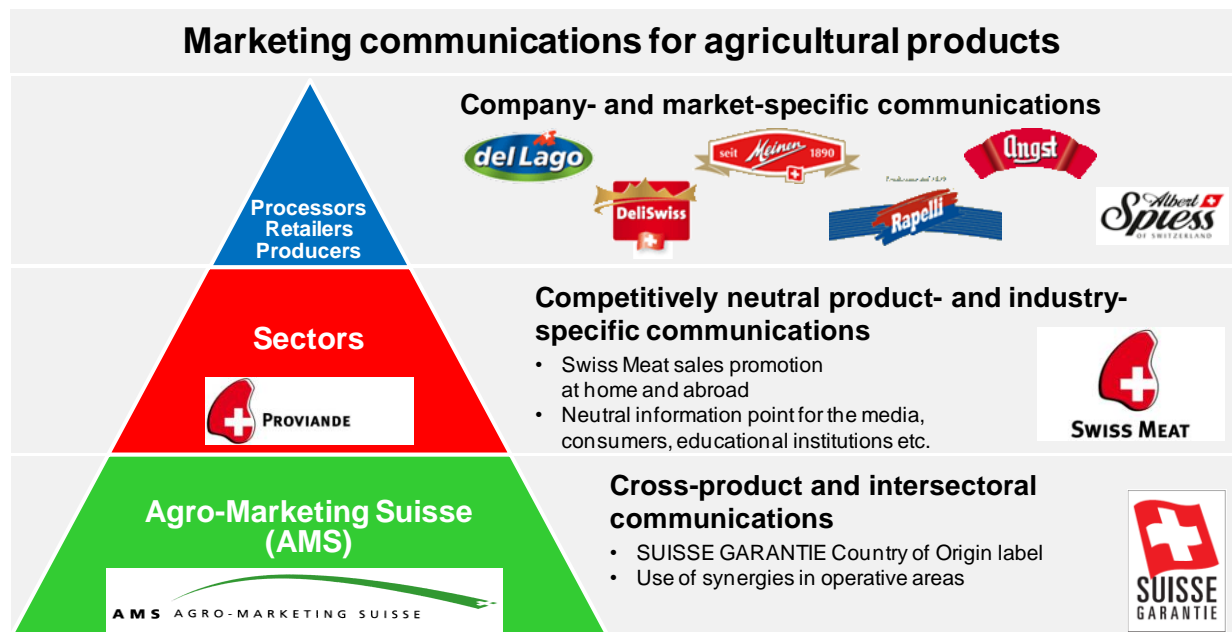 Marketing communications for agricultural products
Company- and market-specific communications
del Lago
seit Meinen 1890
Angst
DeliSwiss
Rapelli
Albert
Spiess
OF SWITZERLAND
Processors
Retailers
Producers
Competitively neutral product- and industry-
specific communications
• Swiss Meat sales promotion
at home and abroad
• Neutral information point for the media,
consumers, educational institutions etc.
SWISS MEAT
Sectors
PROVIANDE
Cross-product and intersectoral
communications
• SUISSE GARANTIE Country of Origin label
• Use of synergies in operative areas
SUISSE
GARANTIE
Agro-Marketing Suisse
(AMS)
AMS AGRO-MARKETING SUISSE